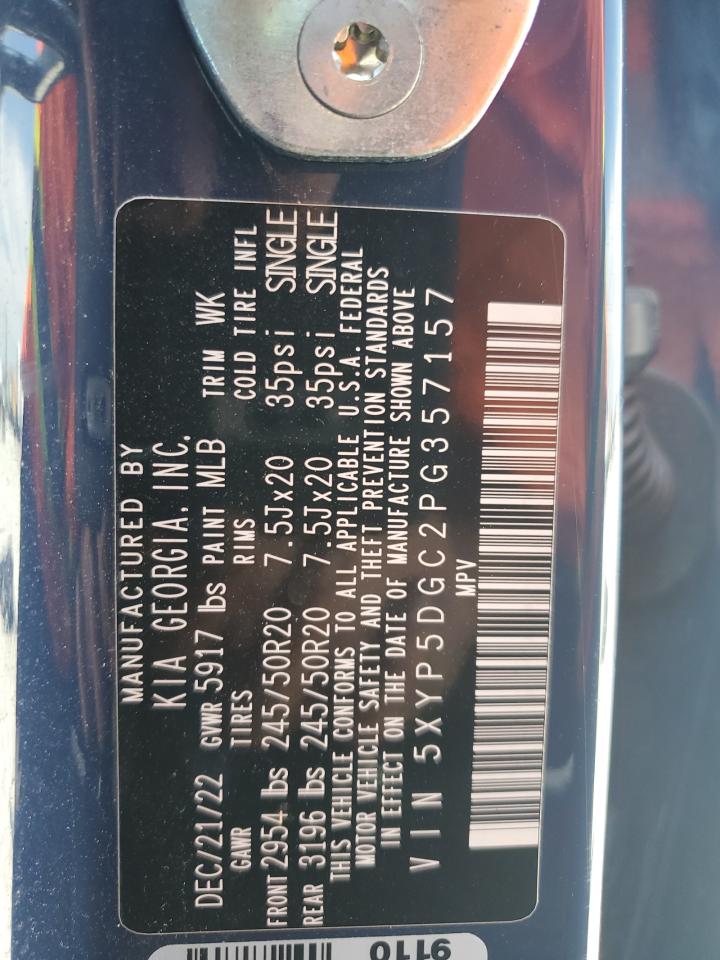 MANUFACTURED BY
KIA GEORGIA, INC.
DEC/21/22 GVWR 5917 lbs PAINT MLB TRIM WK
GAWR TIRES RIMS COLD TIRE INFL
FRONT 2954 lbs 245/50R20 7.5Jx20 35psi SINGLE
REAR 3196 lbs 245/50R20 7.5Jx20 35psi SINGLE
THIS VEHICLE CONFORMS TO ALL APPLICABLE U.S.A. FEDERAL
MOTOR VEHICLE SAFETY AND THEFT PREVENTION STANDARDS
IN EFFECT ON THE DATE OF MANUFACTURE SHOWN ABOVE
VIN 5XYP5DGC2PG357157
MPV
9110